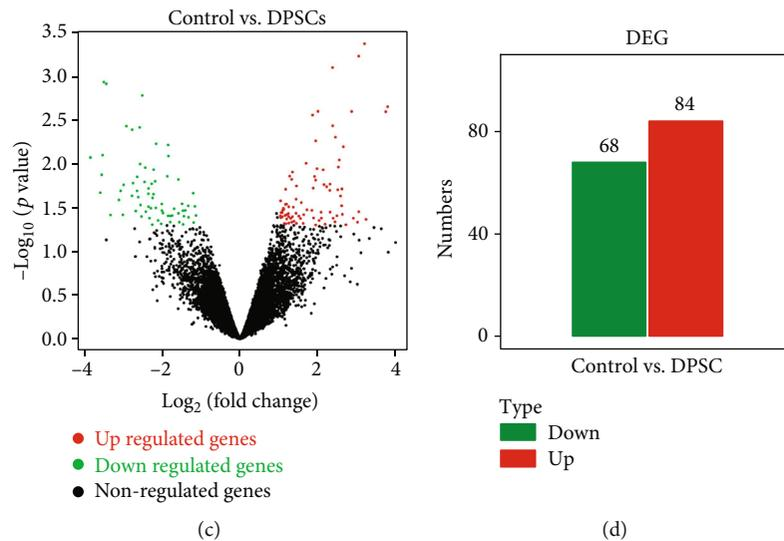 Control vs. DPSCs
3.5
3.0
2.5
2.0
1.5
1.0
0.5
0.0
–Log10 (p value)
–4
–2
0
2
4
Log2 (fold change)
Up regulated genes
Down regulated genes
Non-regulated genes
(c)
DEG
84
68
80
40
0
Numbers
Control vs. DPSC
Type
Down
Up
(d)